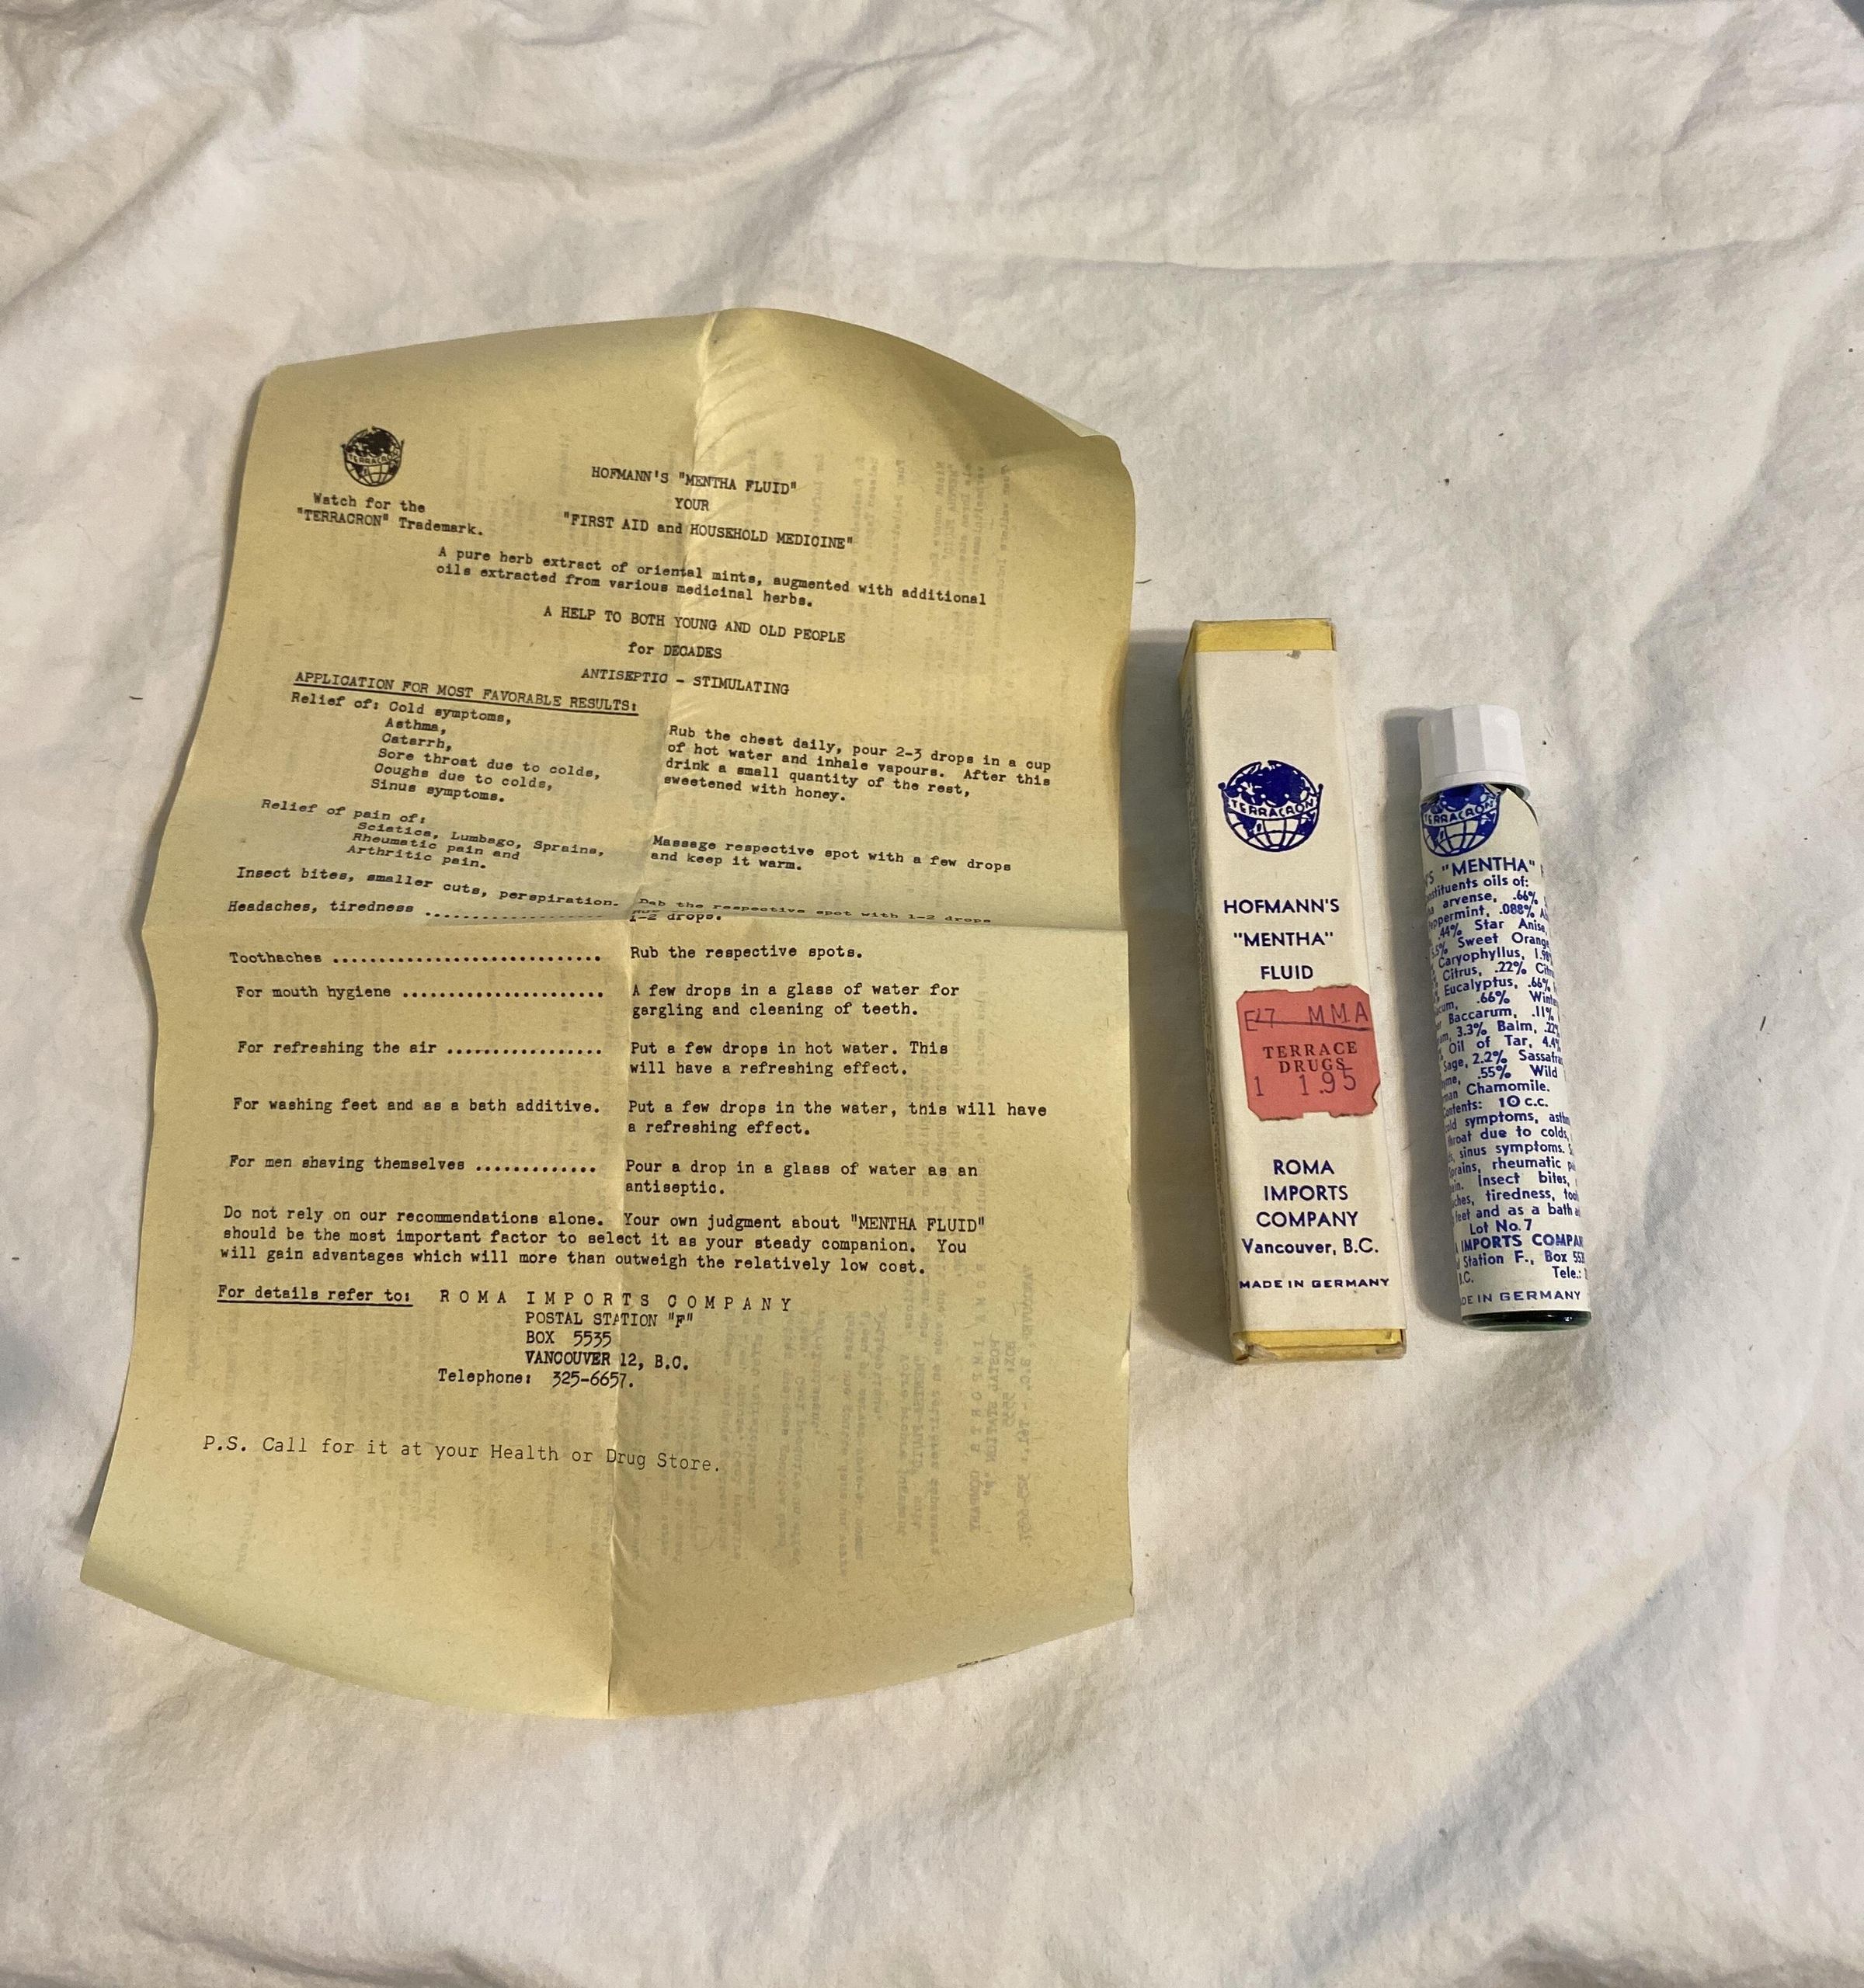 TERRACRON
Watch for the
"TERRACRON" Trademark.
HOFMANN'S "MENTHA FLUID"
YOUR
"FIRST AID and HOUSEHOLD MEDICINE"
A pure herb extract of oriental mints, augmented with additional
oils extracted from various medicinal herbs.
A HELP TO BOTH YOUNG AND OLD PEOPLE
for DECADES
ANTISEPTIC - STIMULATING
APPLICATION FOR MOST FAVORABLE RESULTS:
Relief of: Cold symptoms,
Asthma,
Catarrh,
Sore throat due to colds,
Coughs due to colds,
Sinus symptoms.
Rub the chest daily, pour 2-3 drops in a cup
of hot water and inhale vapours. After this
drink a small quantity of the rest,
sweetened with honey.
Relief of pain of:
Sciatica, Lumbago, Sprains,
Rheumatic pain and
Arthritic pain.
Massage respective spot with a few drops
and keep it warm.
Insect bites, smaller cuts, perspiration. Dab the respective spot with 1-2 drops
Headaches, tiredness .................... 1-2 drops.
Toothaches ............................. Rub the respective spots.
For mouth hygiene ...................... A few drops in a glass of water for
gargling and cleaning of teeth.
For refreshing the air ................. Put a few drops in hot water. This
will have a refreshing effect.
For washing feet and as a bath additive. Put a few drops in the water, this will have
a refreshing effect.
For men shaving themselves ............. Pour a drop in a glass of water as an
antiseptic.
Do not rely on our recommendations alone. Your own judgment about "MENTHA FLUID"
should be the most important factor to select it as your steady companion. You
will gain advantages which will more than outweigh the relatively low cost.
For details refer to: ROMA IMPORTS COMPANY
POSTAL STATION "F"
BOX 5535
VANCOUVER 12, B.C.
Telephone: 325-6657.
P.S. Call for it at your Health or Drug Store.
TERRACRON
HOFMANN'S
"MENTHA"
FLUID
MMA
TERRACE
DRUGS
1 1.95
ROMA
IMPORTS
COMPANY
Vancouver, B.C.
MADE IN GERMANY
TERRACRON
"MENTHA"
oils of:
arvense, .66%
.088%
.44% Star Anise,
Sweet Orange
Caryophyllus,
Citrus, .22%
Eucalyptus, .66%
.66%
Baccarum, .11%
3.3% Balm,
Oil of Tar,
Sage, 2.2%
.55% Wild
Chamomile.
10 c.c.
symptoms,
due to colds,
sinus symptoms.
rheumatic
Insect bites,
tiredness,
feet and as a bath
Lot No. 7
IMPORTS
Station F., Box
Tele.:
IN GERMANY